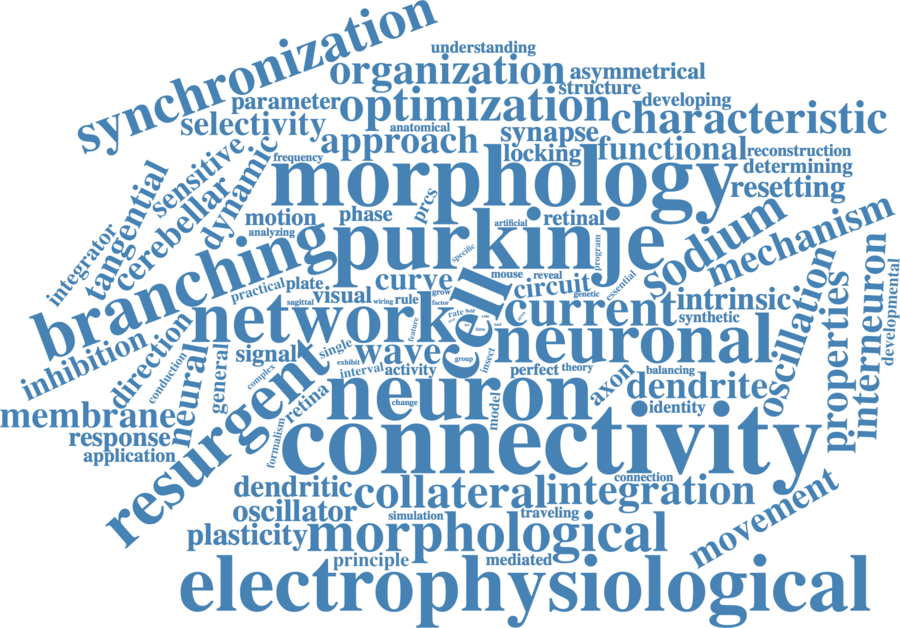 synchronization
understanding
organization
asymmetrical
structure
parameter
optimization
developing
selectivity
anatomical
characteristic
approach
synapse
locking
functional
reconstruction
sensitive
dynamic
frequency
morphology
determining
resetting
tangential
cerebellar
integrator
motion
phase
prcs
artificial
retinal
analyzing
purkinje
specific
program
sodium
mechanism
branching
practical
plate
curve
cell
mouse
reveal
circuit
essential
genetic
sagittal
visual
wiring
rule
grow
factor
network
current
intrinsic
synthetic
oscillation
properties
interneuron
developmental
inhibition
direction
conduction
neural
general
signal
single
wave
feature
rate
field
time
neuronal
complex
exhibit
interval
activity
group
insect
perfect
theory
balancing
axon
dendrite
identity
membrane
response
application
resurgent
retina
formalism
neuron
change
model
connectivity
dendritic
collateral
integration
connection
oscillator
simulation
traveling
movement
plasticity
morphological
principle
mediated
electrophysiological